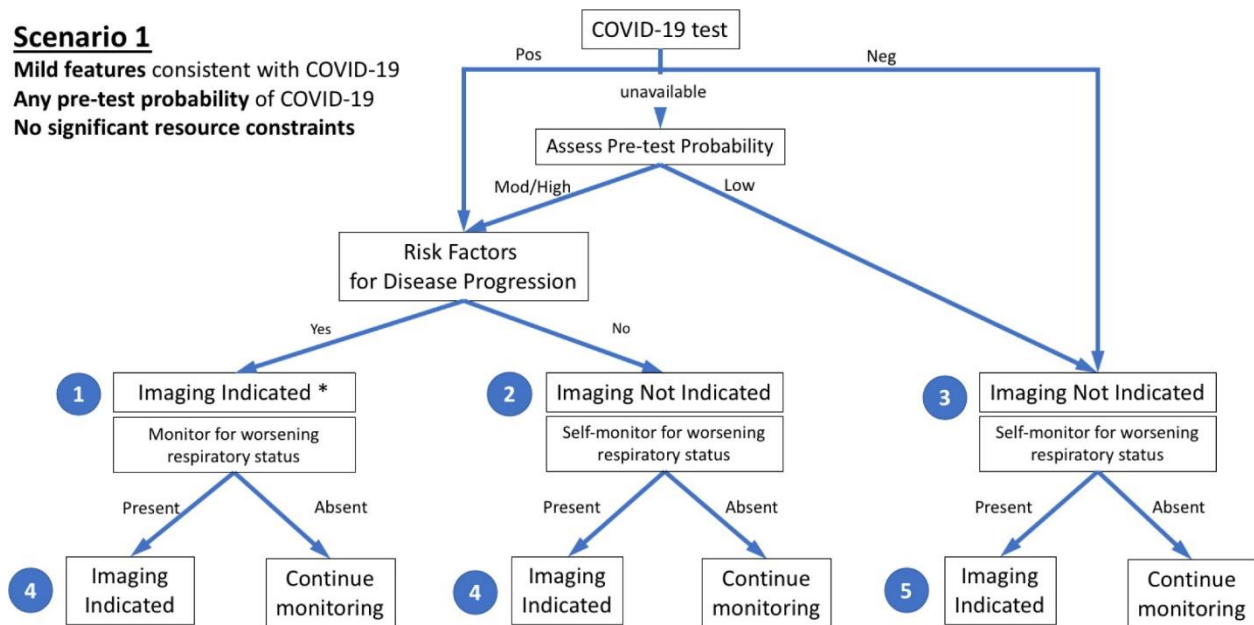 Scenario 1
Mild features consistent with COVID-19
Any pre-test probability of COVID-19
No significant resource constraints
COVID-19 test
Pos
Neg
unavailable
Assess Pre-test Probability
Mod/High
Low
Risk Factors
for Disease Progression
Yes
No
1
Imaging Indicated *
2
Imaging Not Indicated
3
Imaging Not Indicated
Monitor for worsening
respiratory status
Self-monitor for worsening
respiratory status
Self-monitor for worsening
respiratory status
Present
Absent
Present
Absent
Present
Absent
4
Imaging
Indicated
Continue
monitoring
4
Imaging
Indicated
Continue
monitoring
5
Imaging
Indicated
Continue
monitoring